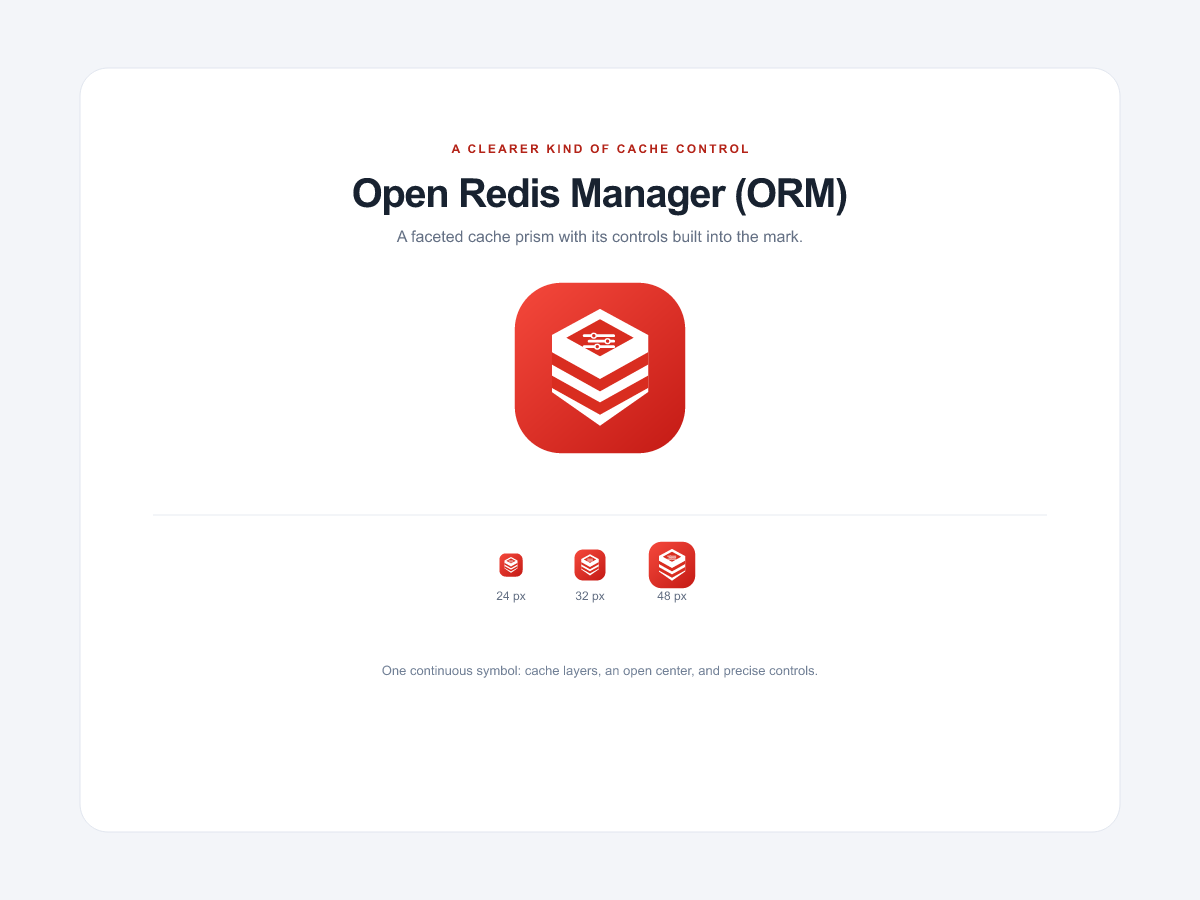 A CLEARER KIND OF CACHE CONTROL
Open Redis Manager (ORM)
A faceted cache prism with its controls built into the mark.
24 px
32 px
48 px
One continuous symbol: cache layers, an open center, and precise controls.